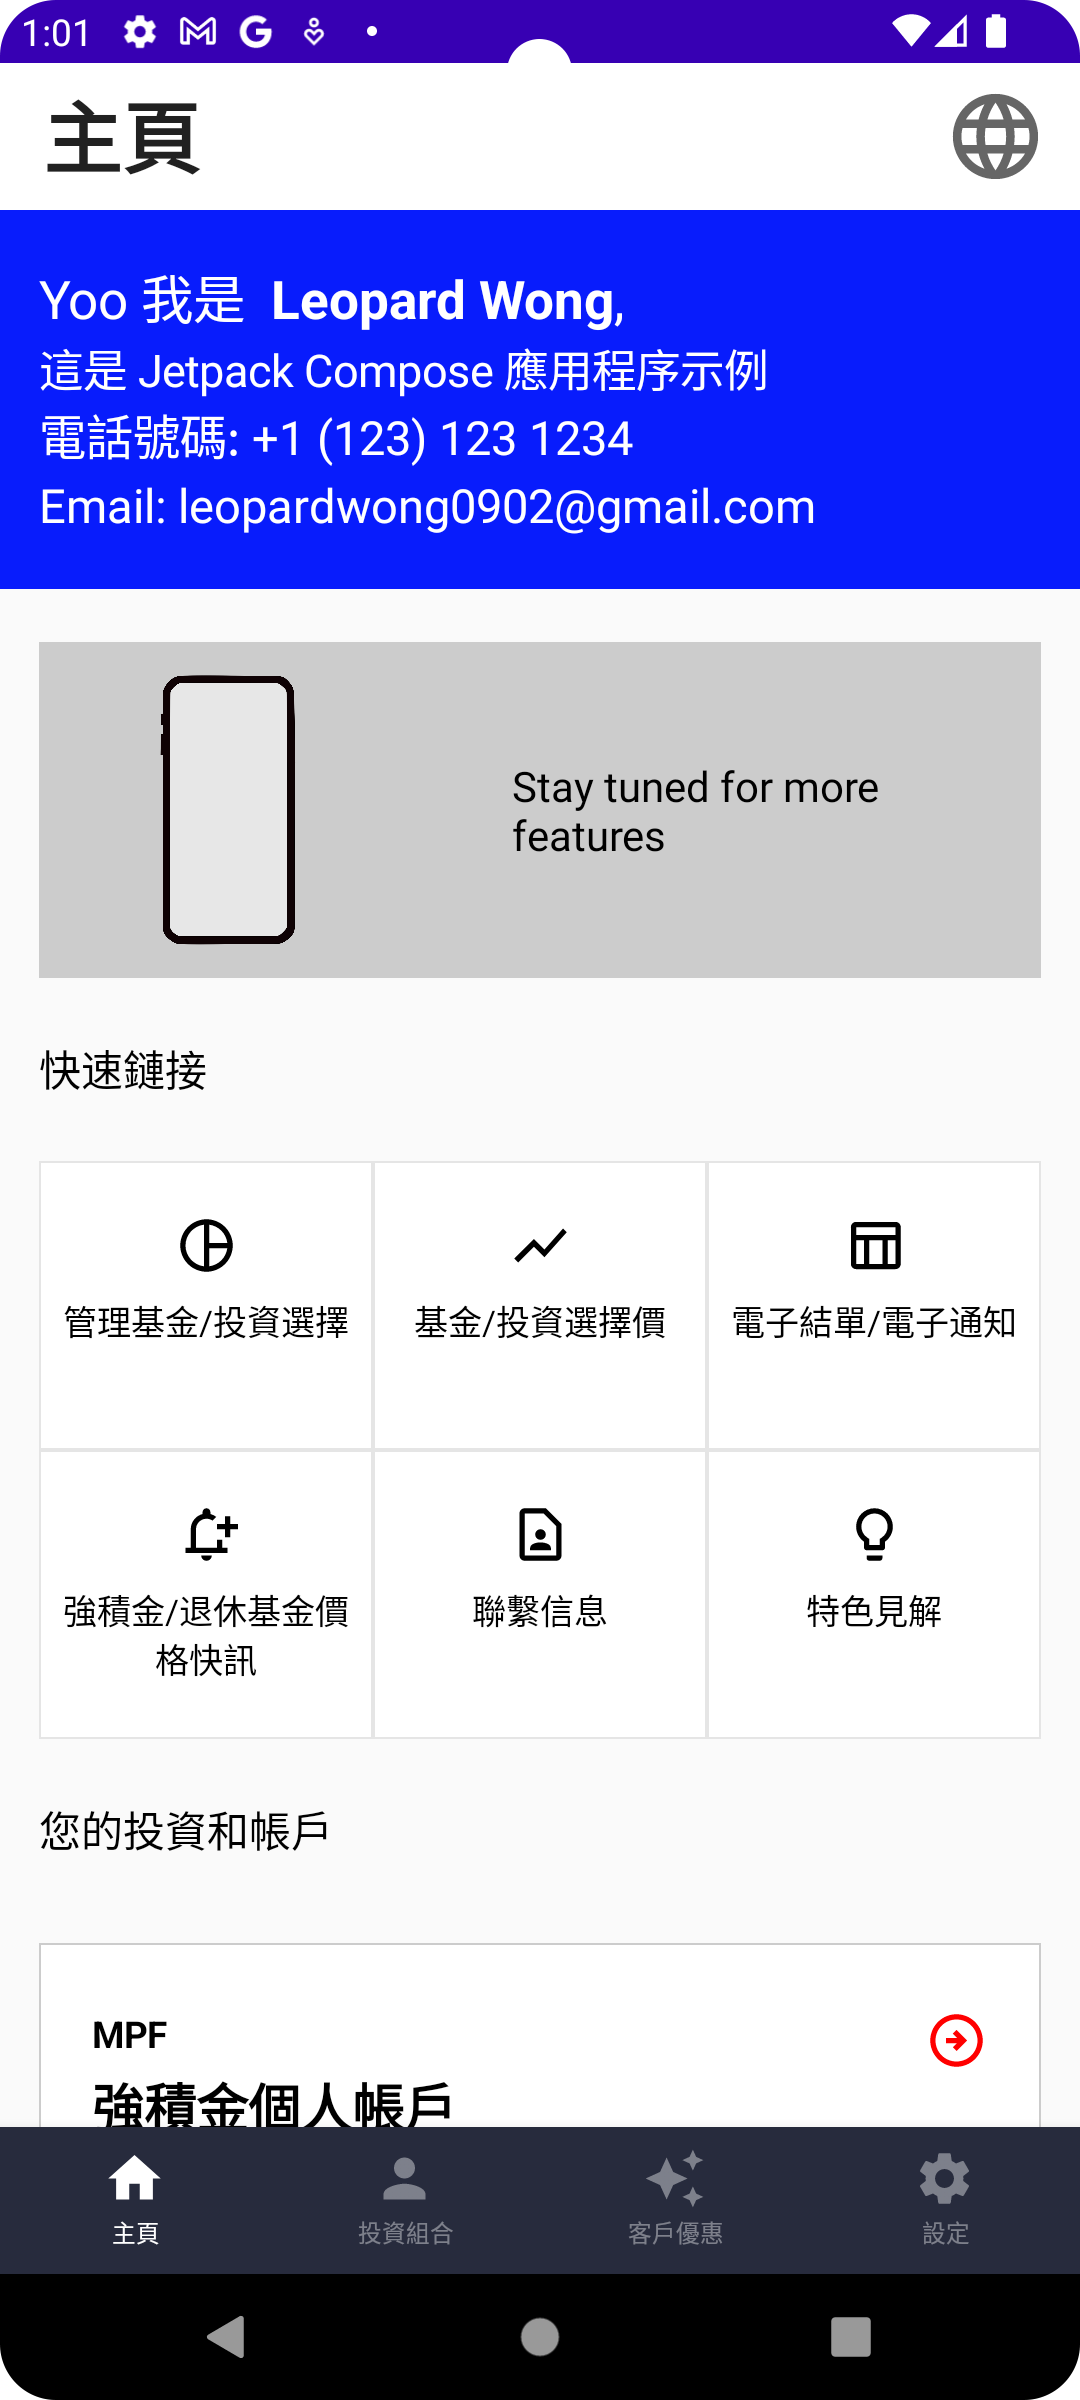 1:01
主頁
Yoo 我是 Leopard Wong,
這是 Jetpack Compose 應用程序示例
電話號碼: +1 (123) 123 1234
Email: leopardwong0902@gmail.com
Stay tuned for more
features
快速鏈接
管理基金/投資選擇
基金/投資選擇價
電子結單/電子通知
強積金/退休基金價
格快訊
聯繫信息
特色見解
您的投資和帳戶
MPF
強積金個人帳戶
主頁
投資組合
客戶優惠
設定